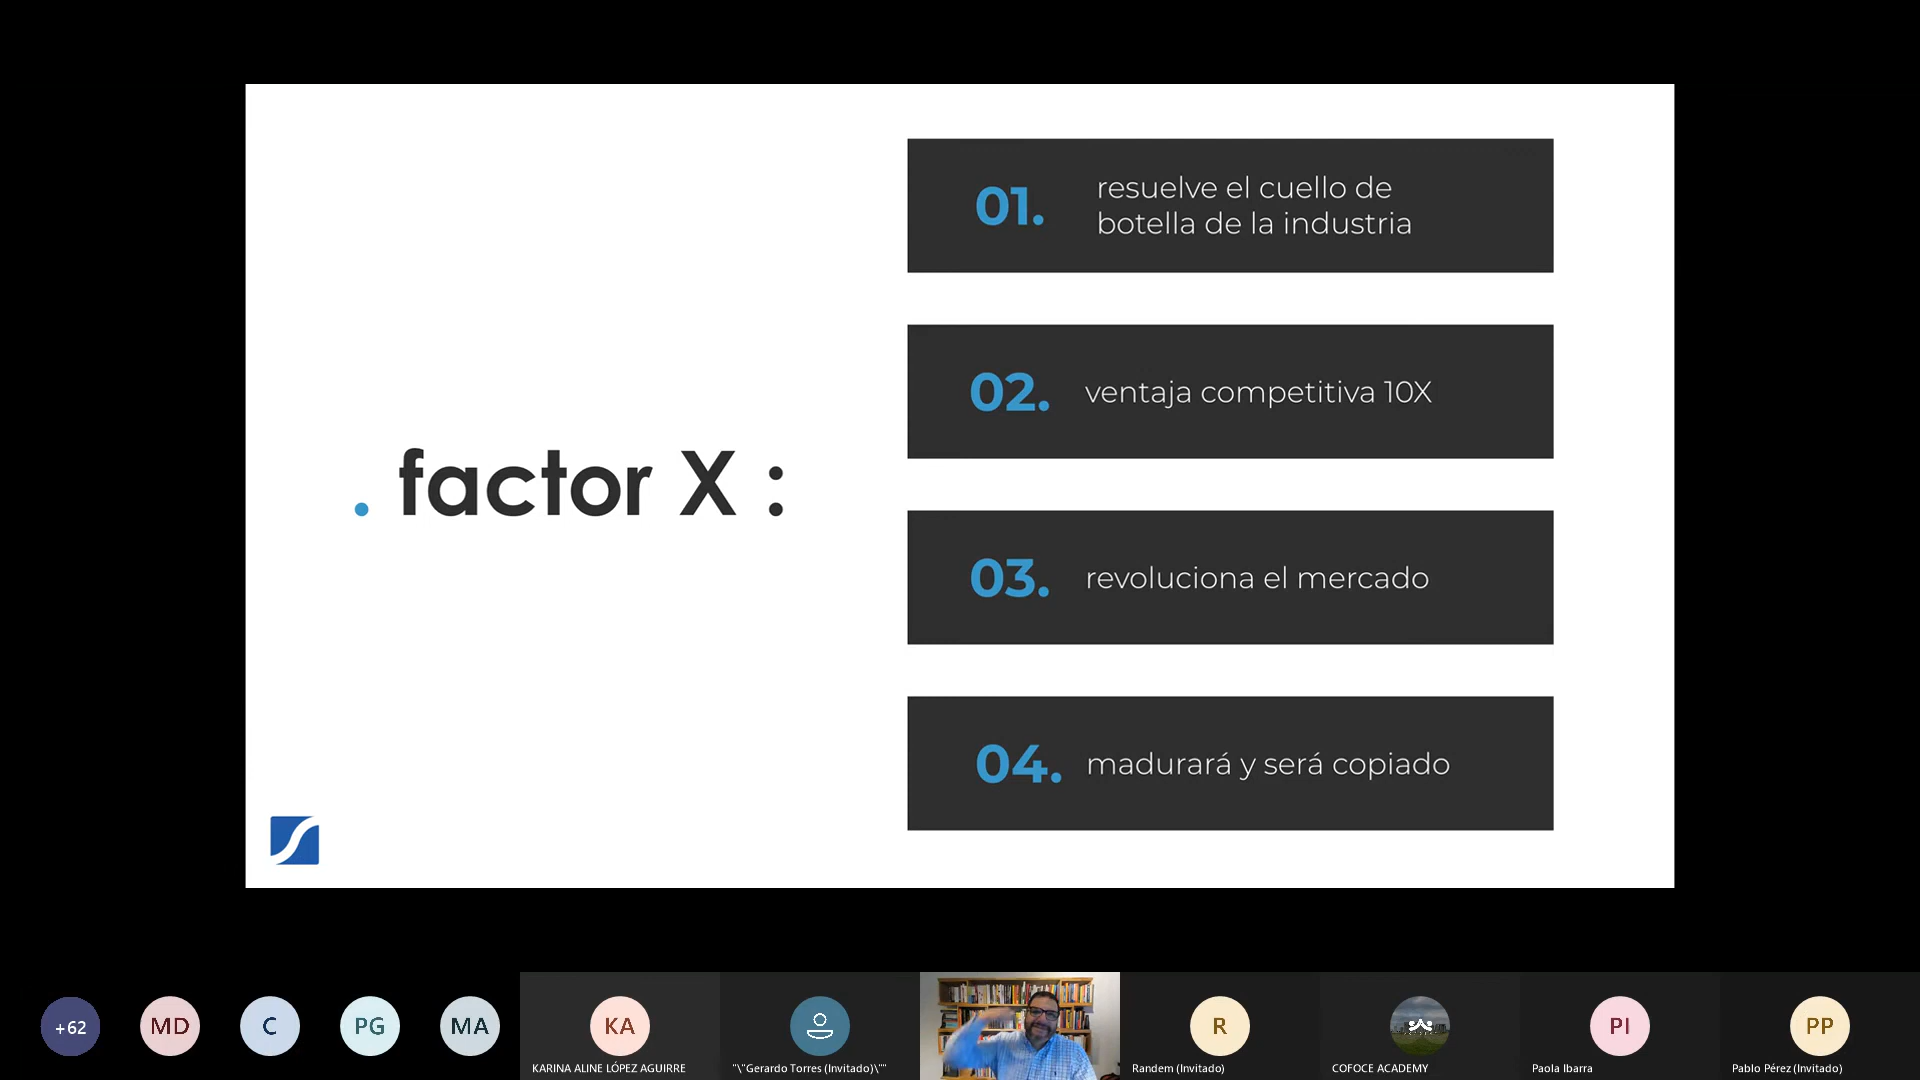 01.
resuelve el cuello de
botella de la industria
02. ventaja competitiva 10X
. factor X :
03. revoluciona el mercado
04. madurará y será copiado
+62
MD
C
PG
MA
KA
KARINA ALINE LÓPEZ AGUIRRE
"\"Gerardo Torres (Invitado)\""
R
Randem (Invitado)
COFOCE ACADEMY
PI
Paola Ibarra
PP
Pablo Pérez (Invitado)